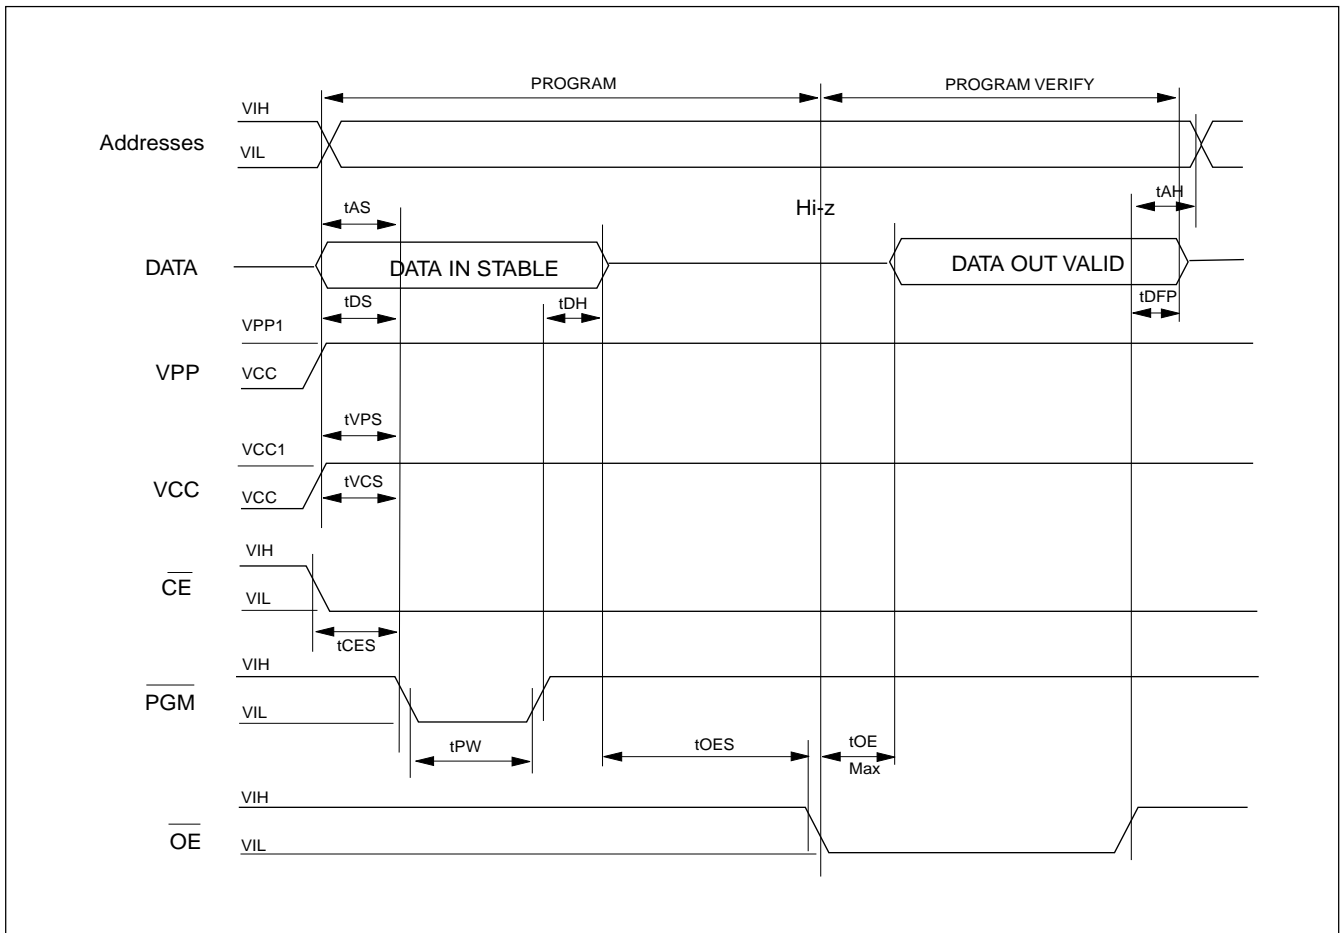 PROGRAM PROGRAM VERIFY
VIH
Addresses
VIL
tAS Hi-z tAH
DATA DATA IN STABLE DATA OUT VALID
tDS tDH tDFP
VPP1
VPP VCC
tVPS
VCC1
VCC VCC tVCS
VIH
CE
VIL
tCES
VIH
PGM
VIL
tPW tOES tOE
Max
VIH
OE
VIL